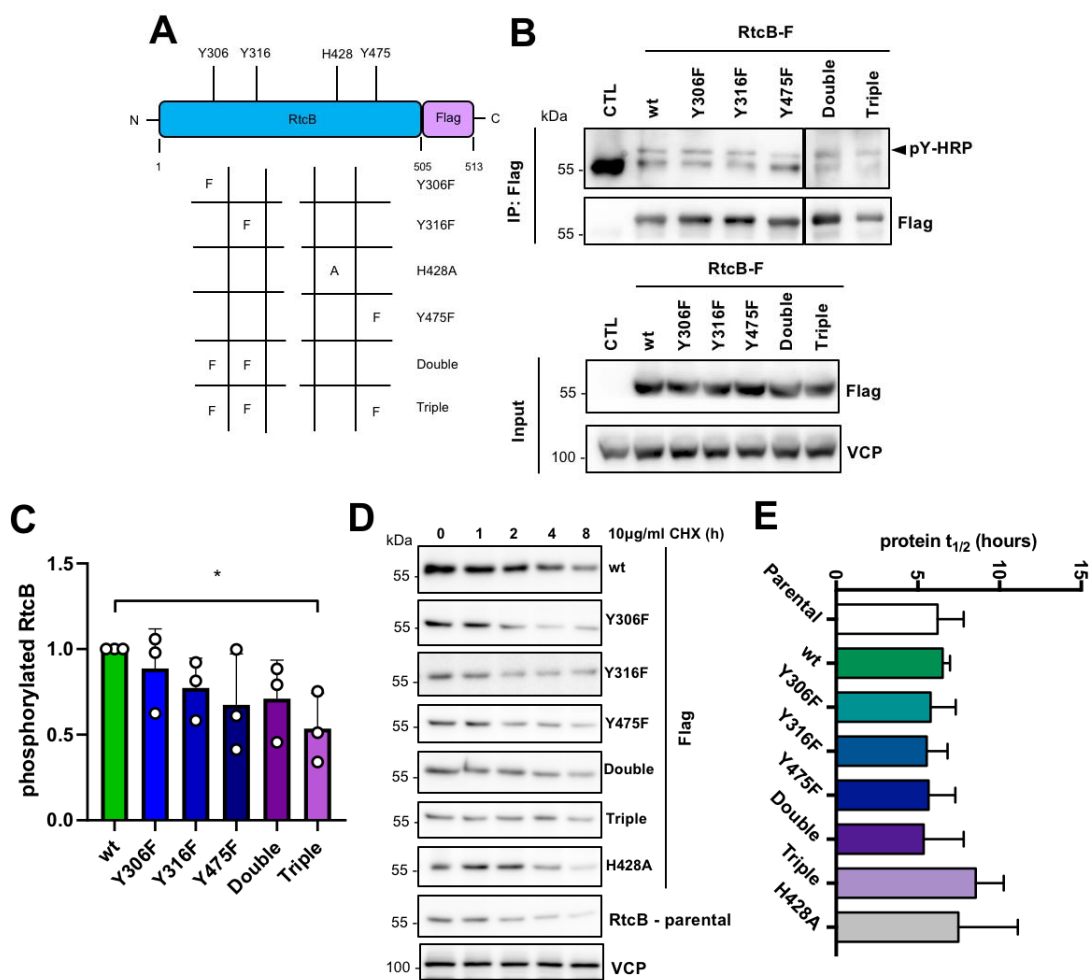 A
Y306 Y316 H428 Y475
N RtcB Flag C
1 505 513
F Y306F
F Y316F
A H428A
F Y475F
F F Double
F F F Triple
B
RtcB-F
CTL wt Y306F Y316F Y475F Double Triple
kDa
IP: Flag
55 - pY-HRP
55 - Flag
RtcB-F
CTL wt Y306F Y316F Y475F Double Triple
Input
55 - Flag
100 - VCP
C
phosphorylated RtcB
1.5
1.0
0.5
0.0
*
wt Y306F Y316F Y475F Double Triple
D
kDa 0 1 2 4 8 10µg/ml CHX (h)
55 - wt
55 - Y306F
55 - Y316F
55 - Y475F
55 - Double
55 - Triple
55 - H428A
Flag
55 - RtcB - parental
100 - VCP
E
protein t1/2 (hours)
0 5 10 15
Parental
wt
Y306F
Y316F
Y475F
Double
Triple
H428A